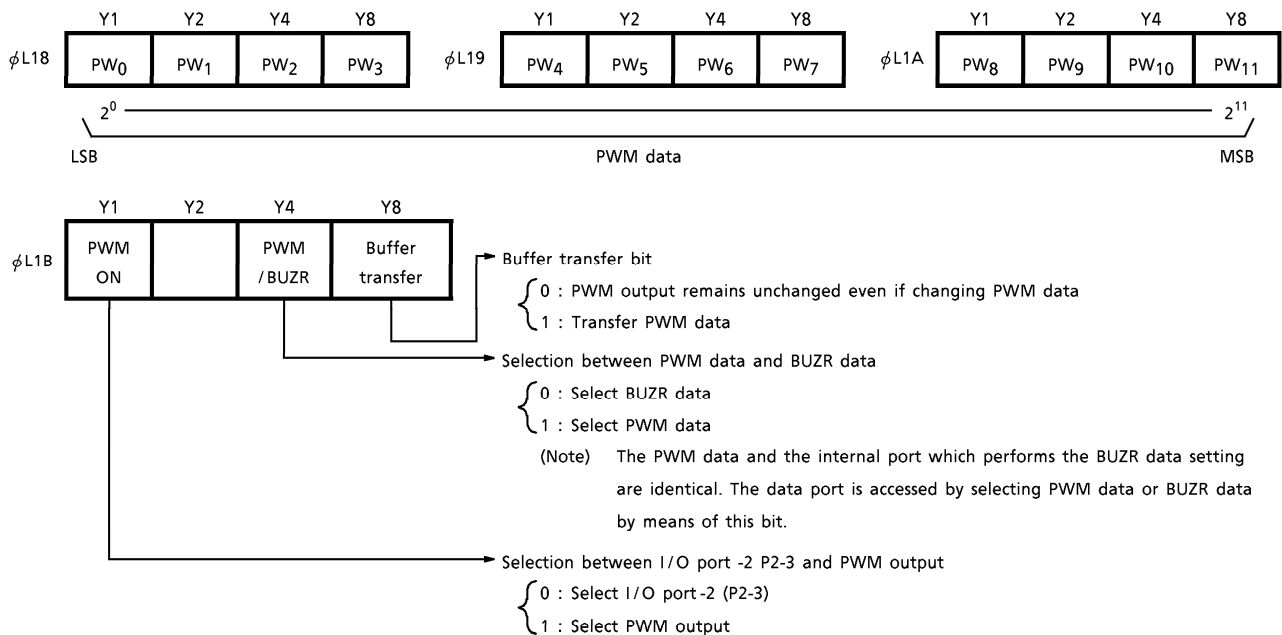 Y1 Y2 Y4 Y8 Y1 Y2 Y4 Y8 Y1 Y2 Y4 Y8
ϕL18 PW0 PW1 PW2 PW3 ϕL19 PW4 PW5 PW6 PW7 ϕL1A PW8 PW9 PW10 PW11
2^0 2^11
LSB PWM data MSB
Y1 Y2 Y4 Y8
ϕL1B PWM ON PWM /BUZR Buffer transfer
Buffer transfer bit
0 : PWM output remains unchanged even if changing PWM data
1 : Transfer PWM data
Selection between PWM data and BUZR data
0 : Select BUZR data
1 : Select PWM data
(Note) The PWM data and the internal port which performs the BUZR data setting
are identical. The data port is accessed by selecting PWM data or BUZR data
by means of this bit.
Selection between I/O port -2 P2-3 and PWM output
0 : Select I/O port-2 (P2-3)
1 : Select PWM output